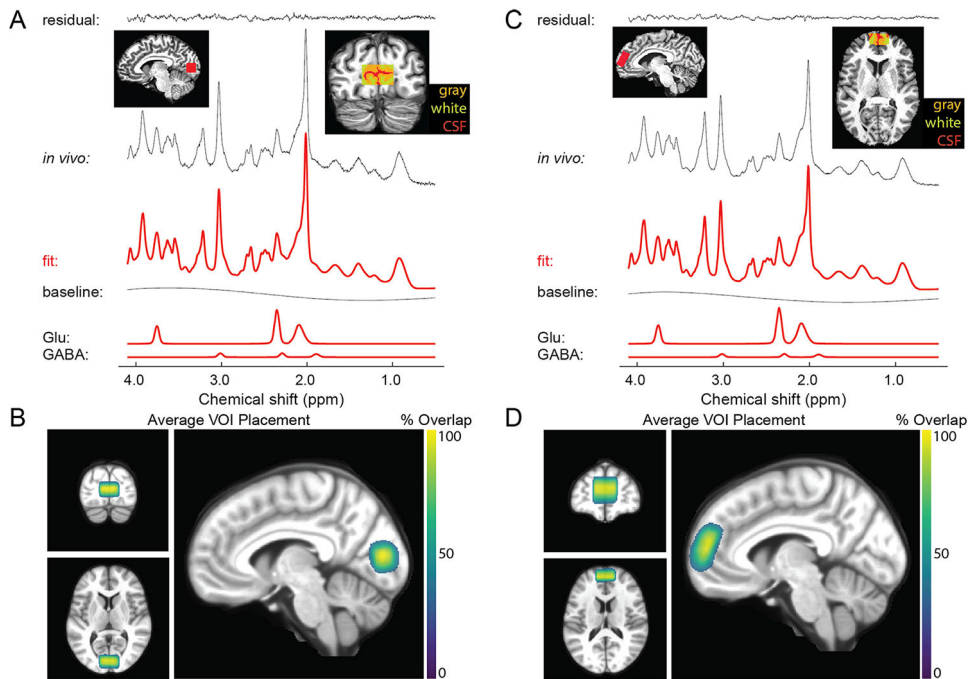 A
residual:
gray
white
CSF
in vivo:
fit:
baseline:
Glu:
GABA:
4.0 3.0 2.0 1.0
Chemical shift (ppm)
B
Average VOI Placement
% Overlap
100
50
0
C
residual:
gray
white
CSF
in vivo:
fit:
baseline:
Glu:
GABA:
4.0 3.0 2.0 1.0
Chemical shift (ppm)
D
Average VOI Placement
% Overlap
100
50
0